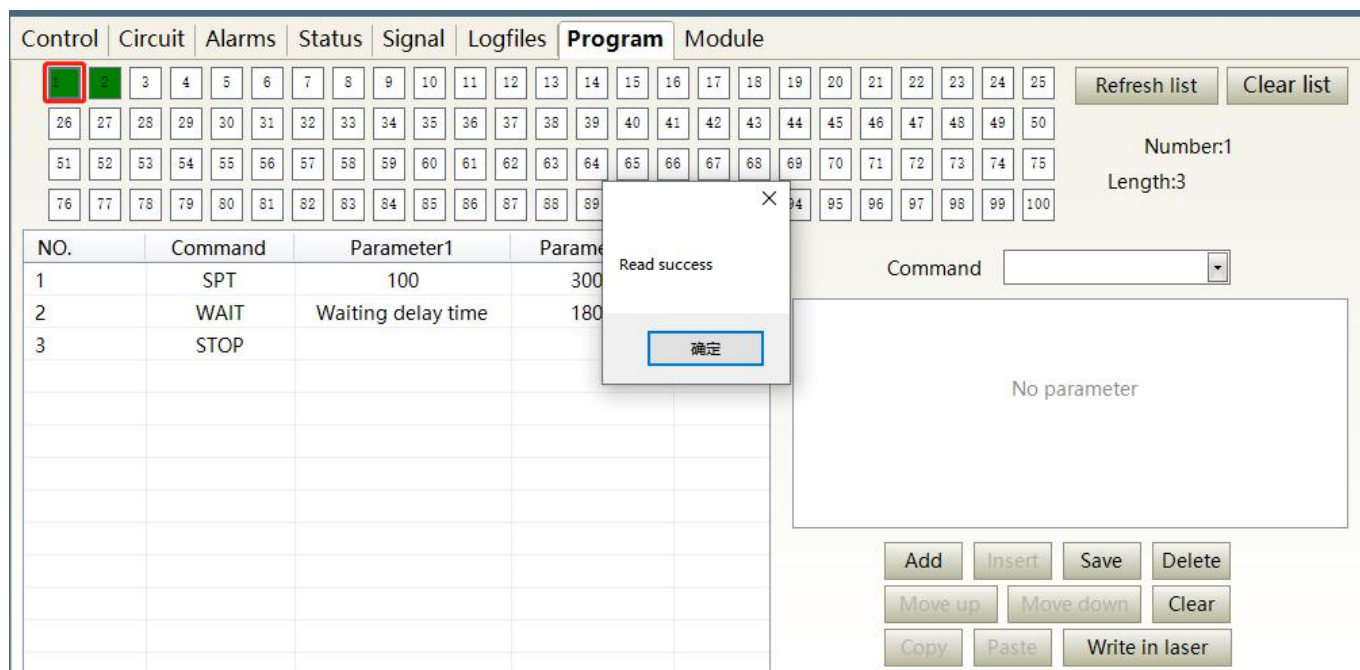 Control Circuit Alarms Status Signal Logfiles Program Module
1 2 3 4 5 6 7 8 9 10 11 12 13 14 15 16 17 18 19 20 21 22 23 24 25 Refresh list Clear list
26 27 28 29 30 31 32 33 34 35 36 37 38 39 40 41 42 43 44 45 46 47 48 49 50
Number:1
51 52 53 54 55 56 57 58 59 60 61 62 63 64 65 66 67 68 69 70 71 72 73 74 75
Length:3
76 77 78 79 80 81 82 83 84 85 86 87 88 89 94 95 96 97 98 99 100
NO. Command Parameter1 Parame
Read success
Command
1 SPT 100 300
2 WAIT Waiting delay time 180
3 STOP
确定
No parameter
Add Insert Save Delete
Move up Move down Clear
Copy Paste Write in laser